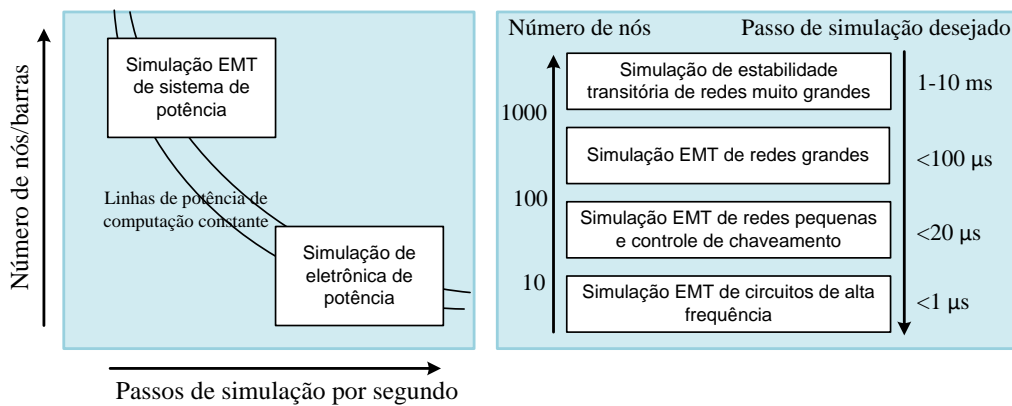 Número de nós/barras
Simulação EMT
de sistema de
potência
Linhas de potência de
computação constante
Simulação de
eletrônica de
potência
Passos de simulação por segundo
Número de nós
Passo de simulação desejado
Simulação de estabilidade
transitória de redes muito grandes
1-10 ms
1000
Simulação EMT de redes grandes
<100 μs
100
Simulação EMT de redes pequenas
e controle de chaveamento
<20 μs
10
Simulação EMT de circuitos de alta
frequência
<1 μs